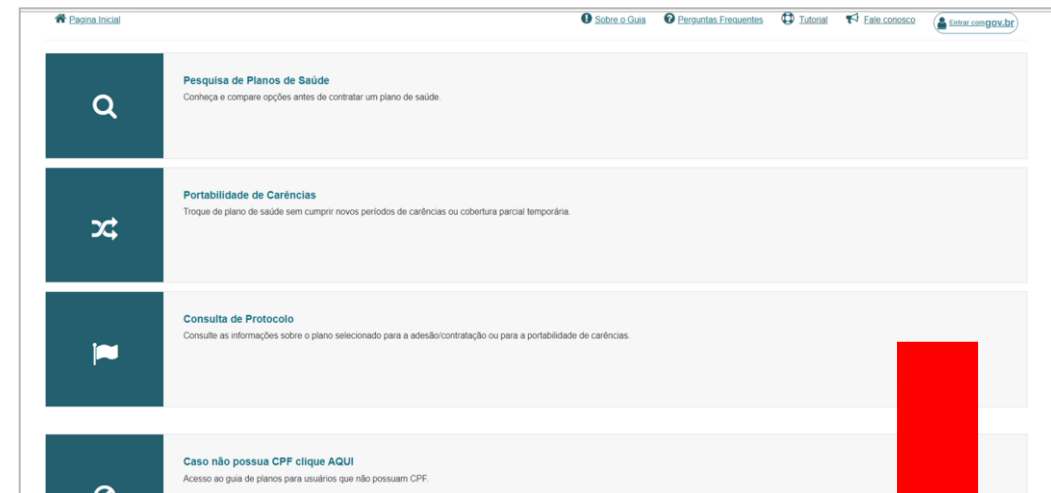 Pagina Inicial Sobre o Guia Perguntas Frequentes Tutorial Fale conosco Entrar com gov.br
Pesquisa de Planos de Saúde
Conheça e compare opções antes de contratar um plano de saúde.
Portabilidade de Carências
Troque de plano de saúde sem cumprir novos períodos de carências ou cobertura parcial temporária.
Consulta de Protocolo
Consulte as informações sobre o plano selecionado para a adesão/contratação ou para a portabilidade de carências.
Caso não possua CPF clique AQUI
Acesso ao guia de planos para usuários que não possuam CPF.